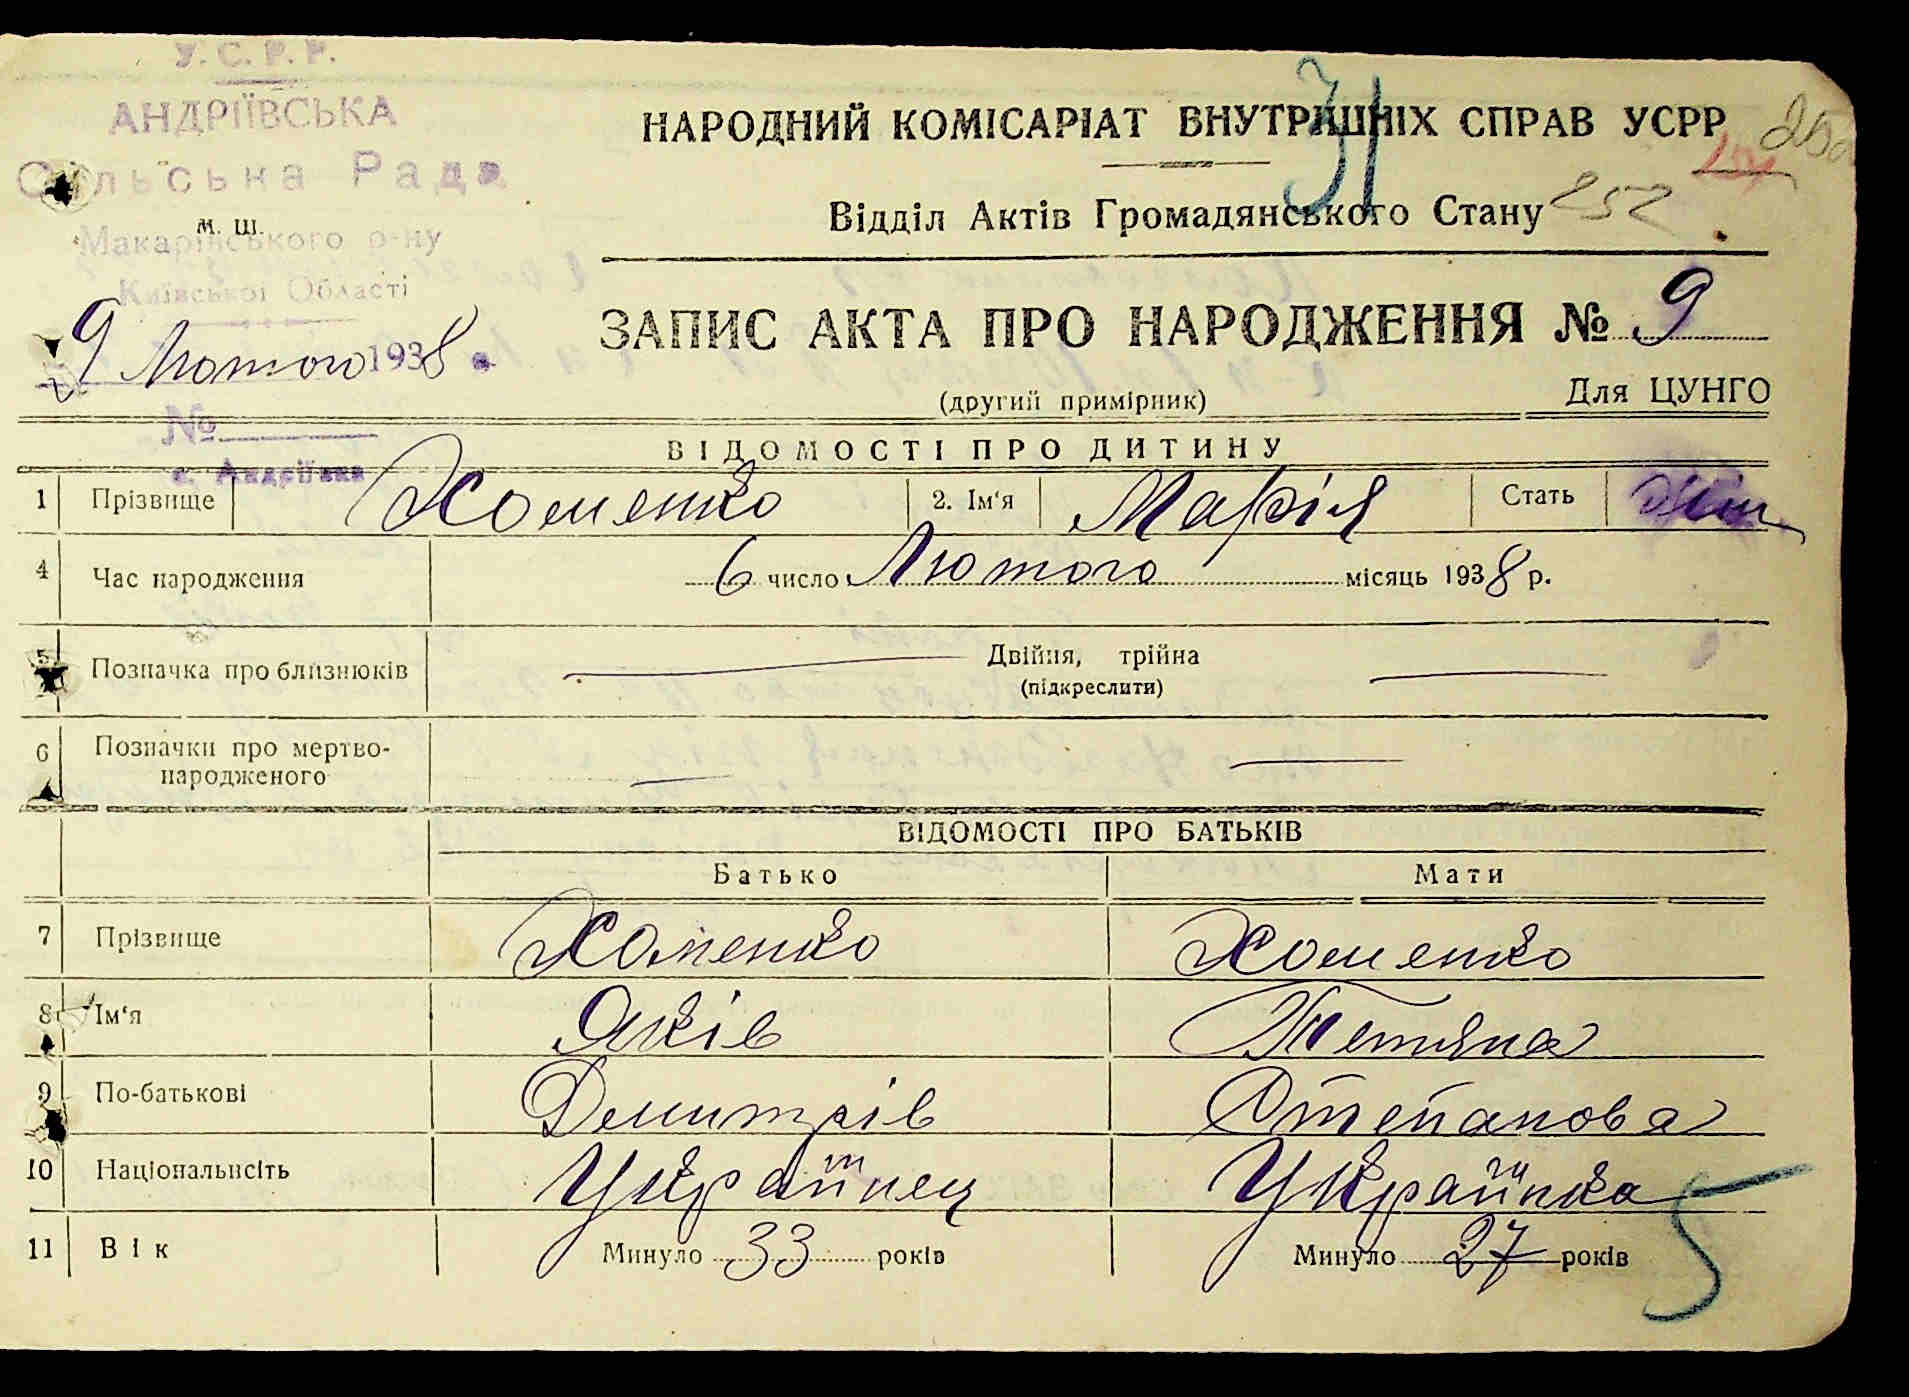 У.С.Р.Р.
АНДРІЇВСЬКА
Сільська Рада
м. ш.
Макарівського р-ну
Київської Області
9 Лютого 1938
№
с. Андріївка
31
НАРОДНИЙ КОМІСАРІАТ ВНУТРІШНІХ СПРАВ УСРР
Відділ Актів Громадянського Стану 252
ЗАПИС АКТА ПРО НАРОДЖЕННЯ № 9
(другий примірник) Для ЦУНГО
ВІДОМОСТІ ПРО ДИТИНУ
1 Прізвище Хоменко 2. Ім'я Марія Стать Жін
4 Час народження 6 число Лютого місяць 1938 р.
5 Позначка про близнюків Двійня, трійна
(підкреслити)
6 Позначки про мертво-
народженого
ВІДОМОСТІ ПРО БАТЬКІВ
Батько Мати
7 Прізвище Хоменко Хоменко
8 Ім'я Яків Тетяна
9 По-батькові Дмитрів Степанова
10 Національність Українец Українка
11 Вік Минуло 33 років Минуло 27 років
5